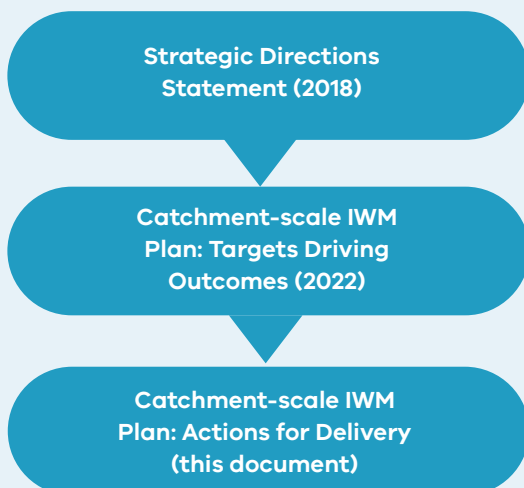 Strategic Directions
Statement (2018)
Catchment-scale IWM
Plan: Targets Driving
Outcomes (2022)
Catchment-scale IWM
Plan: Actions for Delivery
(this document)